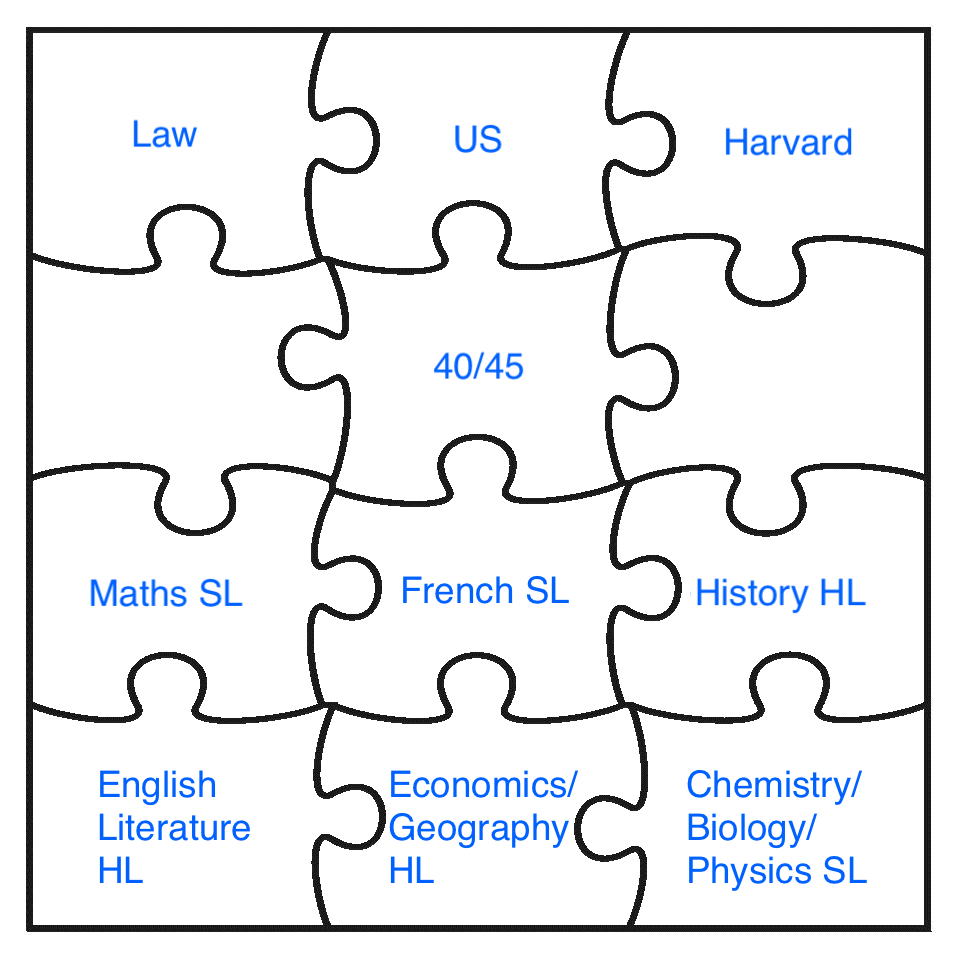 Law
US
Harvard
40/45
Maths SL
French SL
History HL
English
Literature
HL
Economics/
Geography
HL
Chemistry/
Biology/
Physics SL